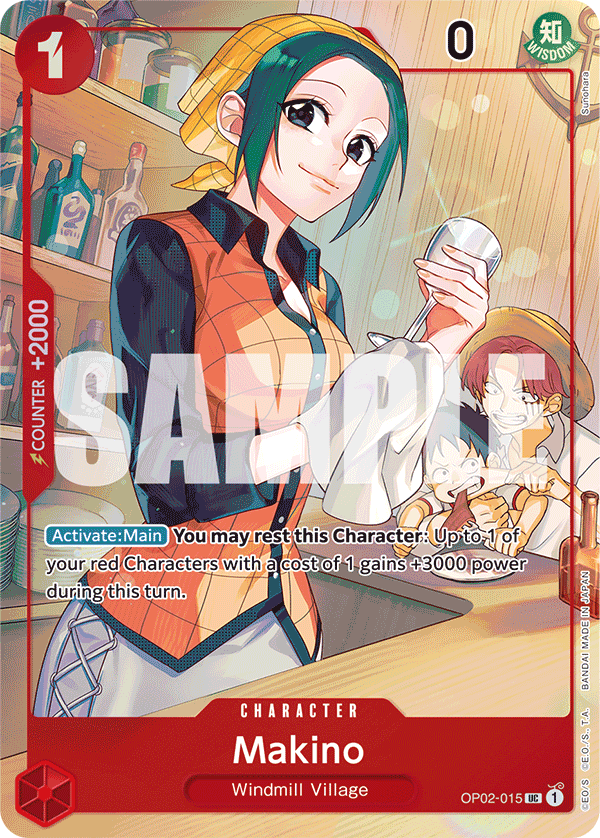 1
0
知
WISDOM
Sunohara
COUNTER +2000
SAMPLE
Activate:Main You may rest this Character: Up to 1 of
your red Characters with a cost of 1 gains +3000 power
during this turn.
©E.O/S ©E.O./S., T.A. BANDAI MADE IN JAPAN
CHARACTER
Makino
Windmill Village
OP02-015 UC 1